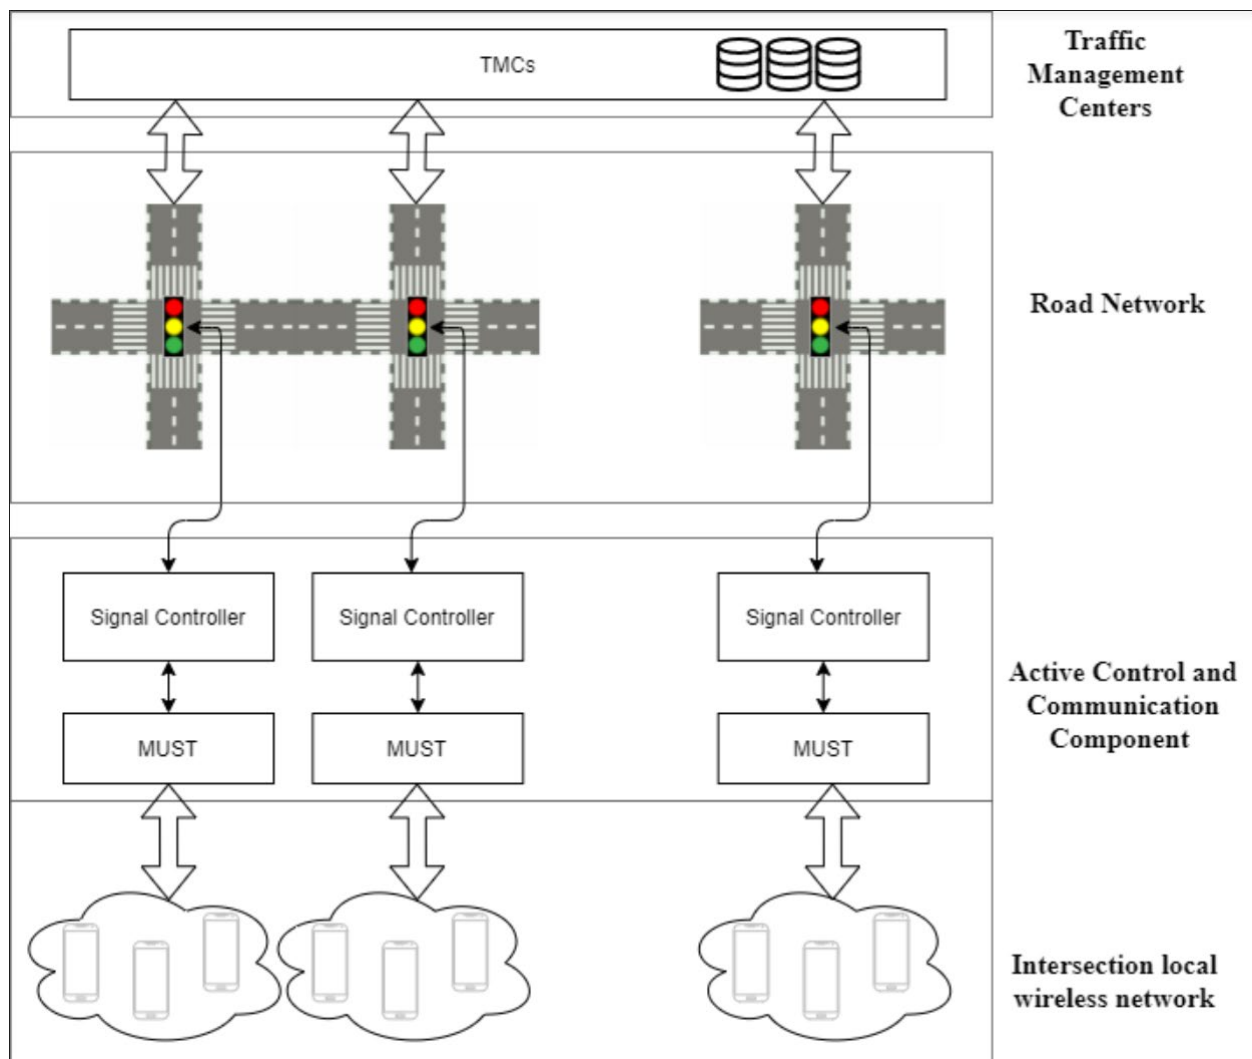 TMCs
Traffic
Management
Centers
Road Network
Signal Controller
Signal Controller
Signal Controller
MUST
MUST
MUST
Active Control and
Communication
Component
Intersection local
wireless network